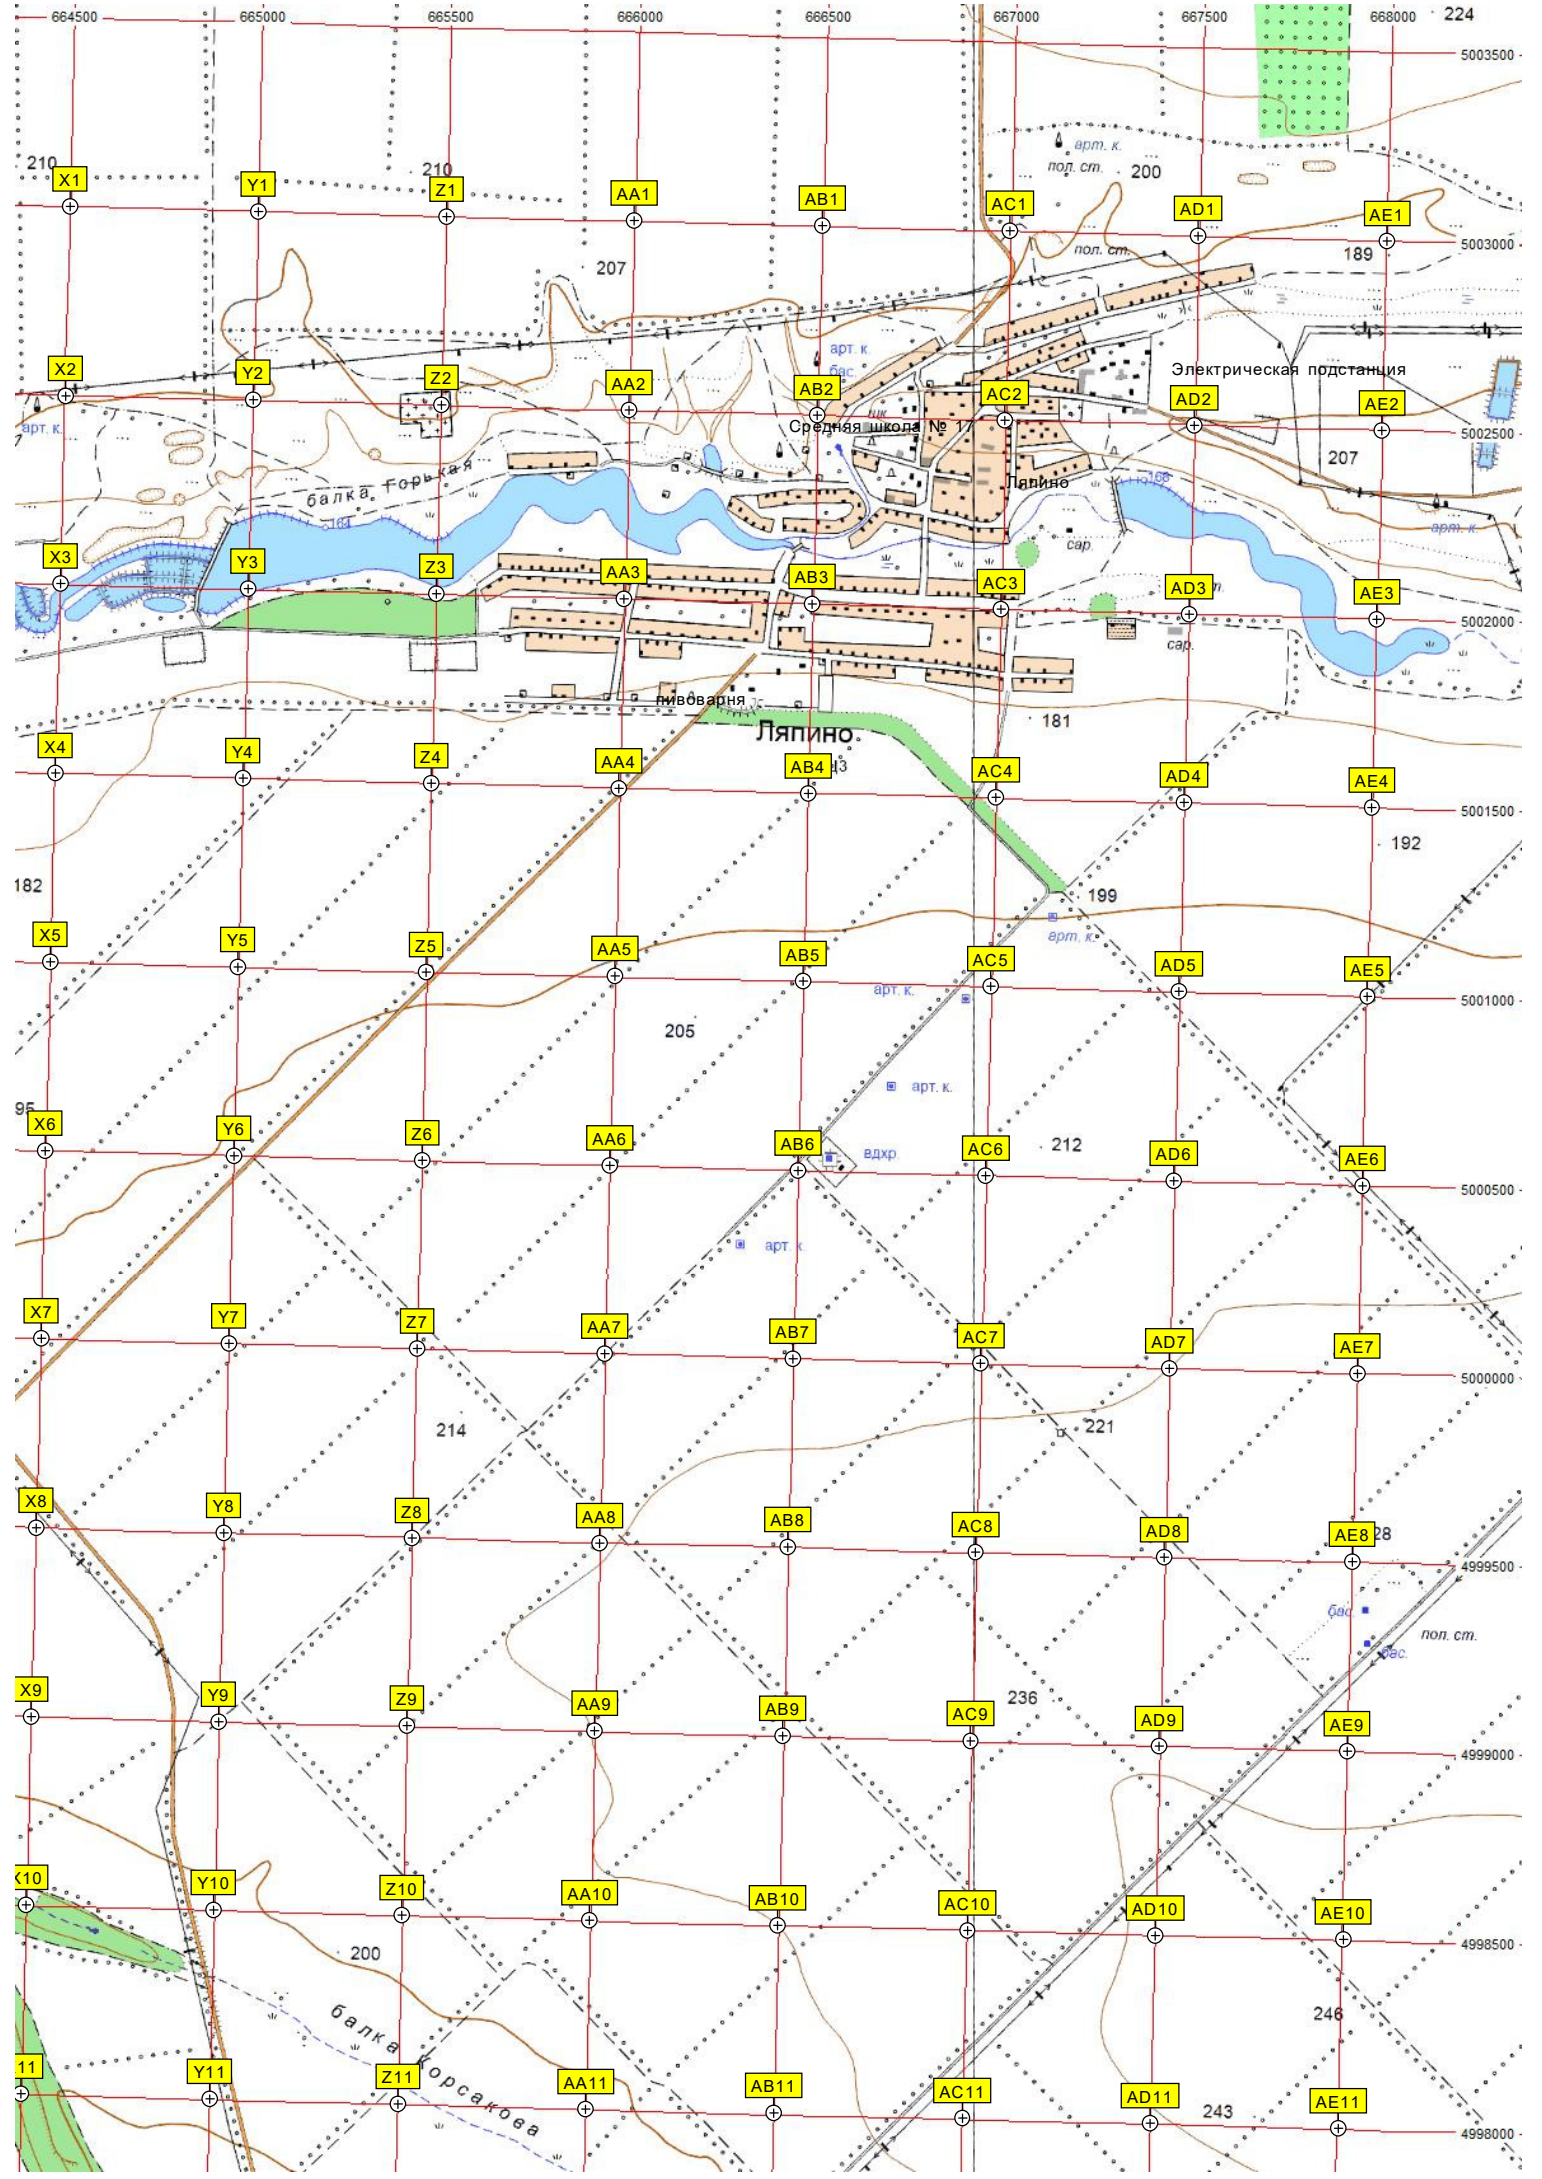 664500 665000 665500 666000 666500 667000 667500 668000 224
5003500
арт. к.
210 210 пол. ст. 200
X1 Y1 Z1 AA1 AB1 AC1 AD1 AE1
5003000
пол. ст. 189
207
арт. к.
бас.
Электрическая подстанция
X2 Y2 Z2 AA2 AB2 AC2 AD2 AE2
арт. к. Средняя школа № 17 5002500
207
балка Горькая Ляпино 168
164 арт. к.
сар.
X3 Y3 Z3 AA3 AB3 AC3 AD3 AE3
5002000
сар.
пивоварня
181
Ляпино
X4 Y4 Z4 AA4 AB4 AC4 AD4 AE4
5001500
192
182 199
арт. к.
X5 Y5 Z5 AA5 AB5 AC5 AD5 AE5
арт. к. 5001000
205
арт. к.
95
X6 Y6 Z6 AA6 AB6 AC6 AD6 AE6
вдхр. 212
5000500
арт. к.
X7 Y7 Z7 AA7 AB7 AC7 AD7 AE7
5000000
214 221
X8 Y8 Z8 AA8 AB8 AC8 AD8 AE8 28
4999500
бас.
пол. ст.
бас.
X9 Y9 Z9 AA9 AB9 AC9 AD9 AE9
236
4999000
X10 Y10 Z10 AA10 AB10 AC10 AD10 AE10
4998500
200
246
балка Корсакова
11 Y11 Z11 AA11 AB11 AC11 AD11 AE11
243
4998000